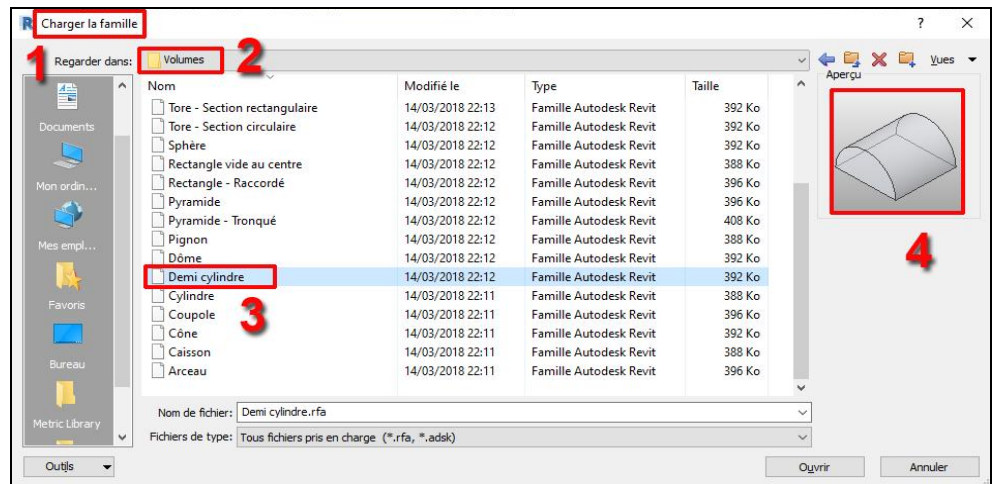 Charger la famille
? ×
1 Regarder dans: Volumes 2 Vues
Nom Modifié le Type Taille Aperçu
Tore - Section rectangulaire 14/03/2018 22:13 Famille Autodesk Revit 392 Ko
Tore - Section circulaire 14/03/2018 22:12 Famille Autodesk Revit 392 Ko
Sphère 14/03/2018 22:12 Famille Autodesk Revit 392 Ko
Rectangle vide au centre 14/03/2018 22:12 Famille Autodesk Revit 388 Ko
Rectangle - Raccordé 14/03/2018 22:12 Famille Autodesk Revit 396 Ko
Pyramide 14/03/2018 22:12 Famille Autodesk Revit 396 Ko
Pyramide - Tronqué 14/03/2018 22:12 Famille Autodesk Revit 408 Ko
Pignon 14/03/2018 22:12 Famille Autodesk Revit 388 Ko
Dôme 14/03/2018 22:12 Famille Autodesk Revit 392 Ko
Demi cylindre 14/03/2018 22:12 Famille Autodesk Revit 392 Ko
Cylindre 14/03/2018 22:11 Famille Autodesk Revit 388 Ko
Coupole 14/03/2018 22:11 Famille Autodesk Revit 396 Ko
Cône 14/03/2018 22:11 Famille Autodesk Revit 392 Ko
Caisson 14/03/2018 22:11 Famille Autodesk Revit 388 Ko
Arceau 14/03/2018 22:11 Famille Autodesk Revit 396 Ko
3
4
Documents
Mon ordin...
Mes empl...
Favoris
Bureau
Metric Library
Nom de fichier: Demi cylindre.rfa
Fichiers de type: Tous fichiers pris en charge (*.rfa, *.adsk)
Outils Ouvrir Annuler